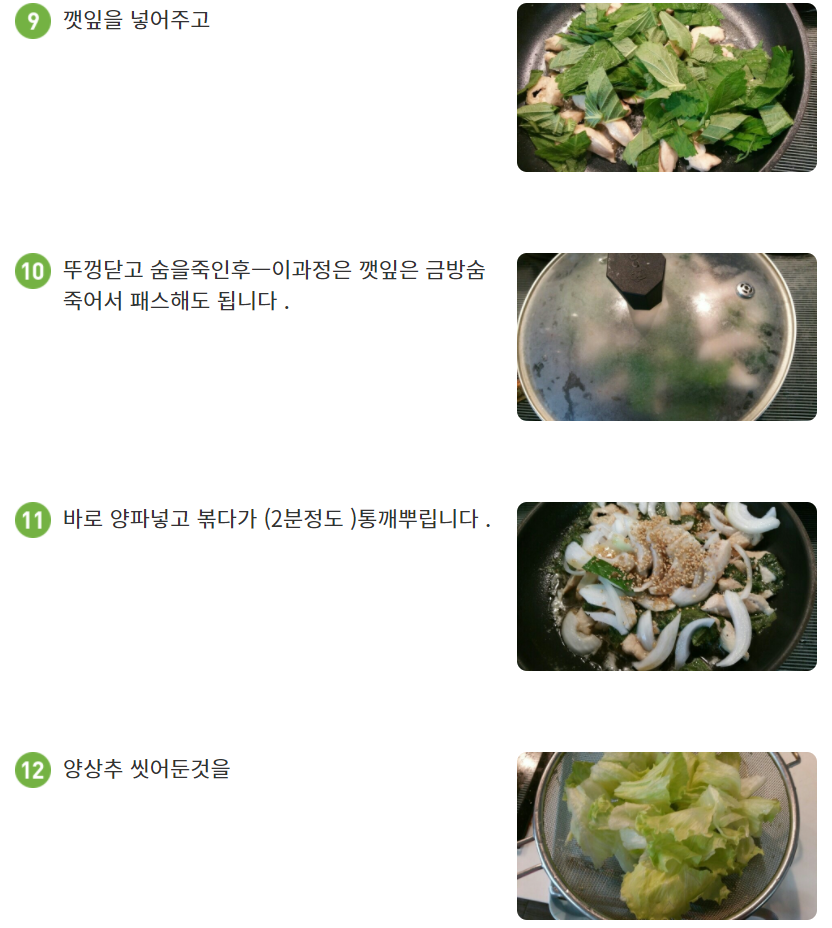 9 깻잎을 넣어주고
10 뚜껑닫고 숨을죽인후ㅡ이과정은 깻잎은 금방숨
죽어서 패스해도 됩니다 .
11 바로 양파넣고 볶다가 (2분정도 )통깨뿌립니다 .
12 양상추 씻어둔것을